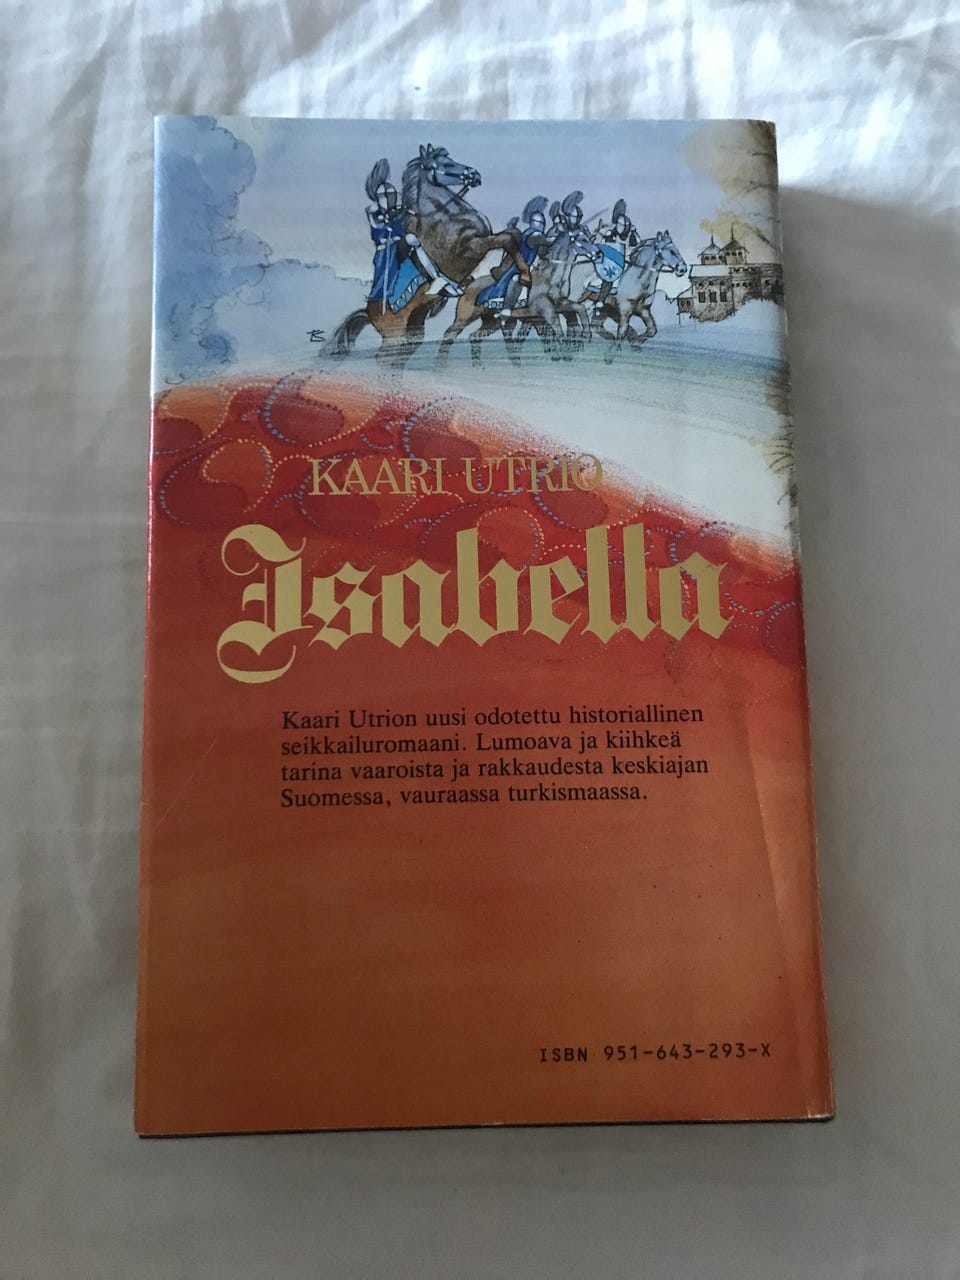 KAARI UTRIO
Isabella
Kaari Utrion uusi odotettu historiallinen
seikkailuromaani. Lumoava ja kiihkeä
tarina vaaroista ja rakkaudesta keskiajan
Suomessa, vauraassa turkismaassa.
ISBN 951-643-293-X